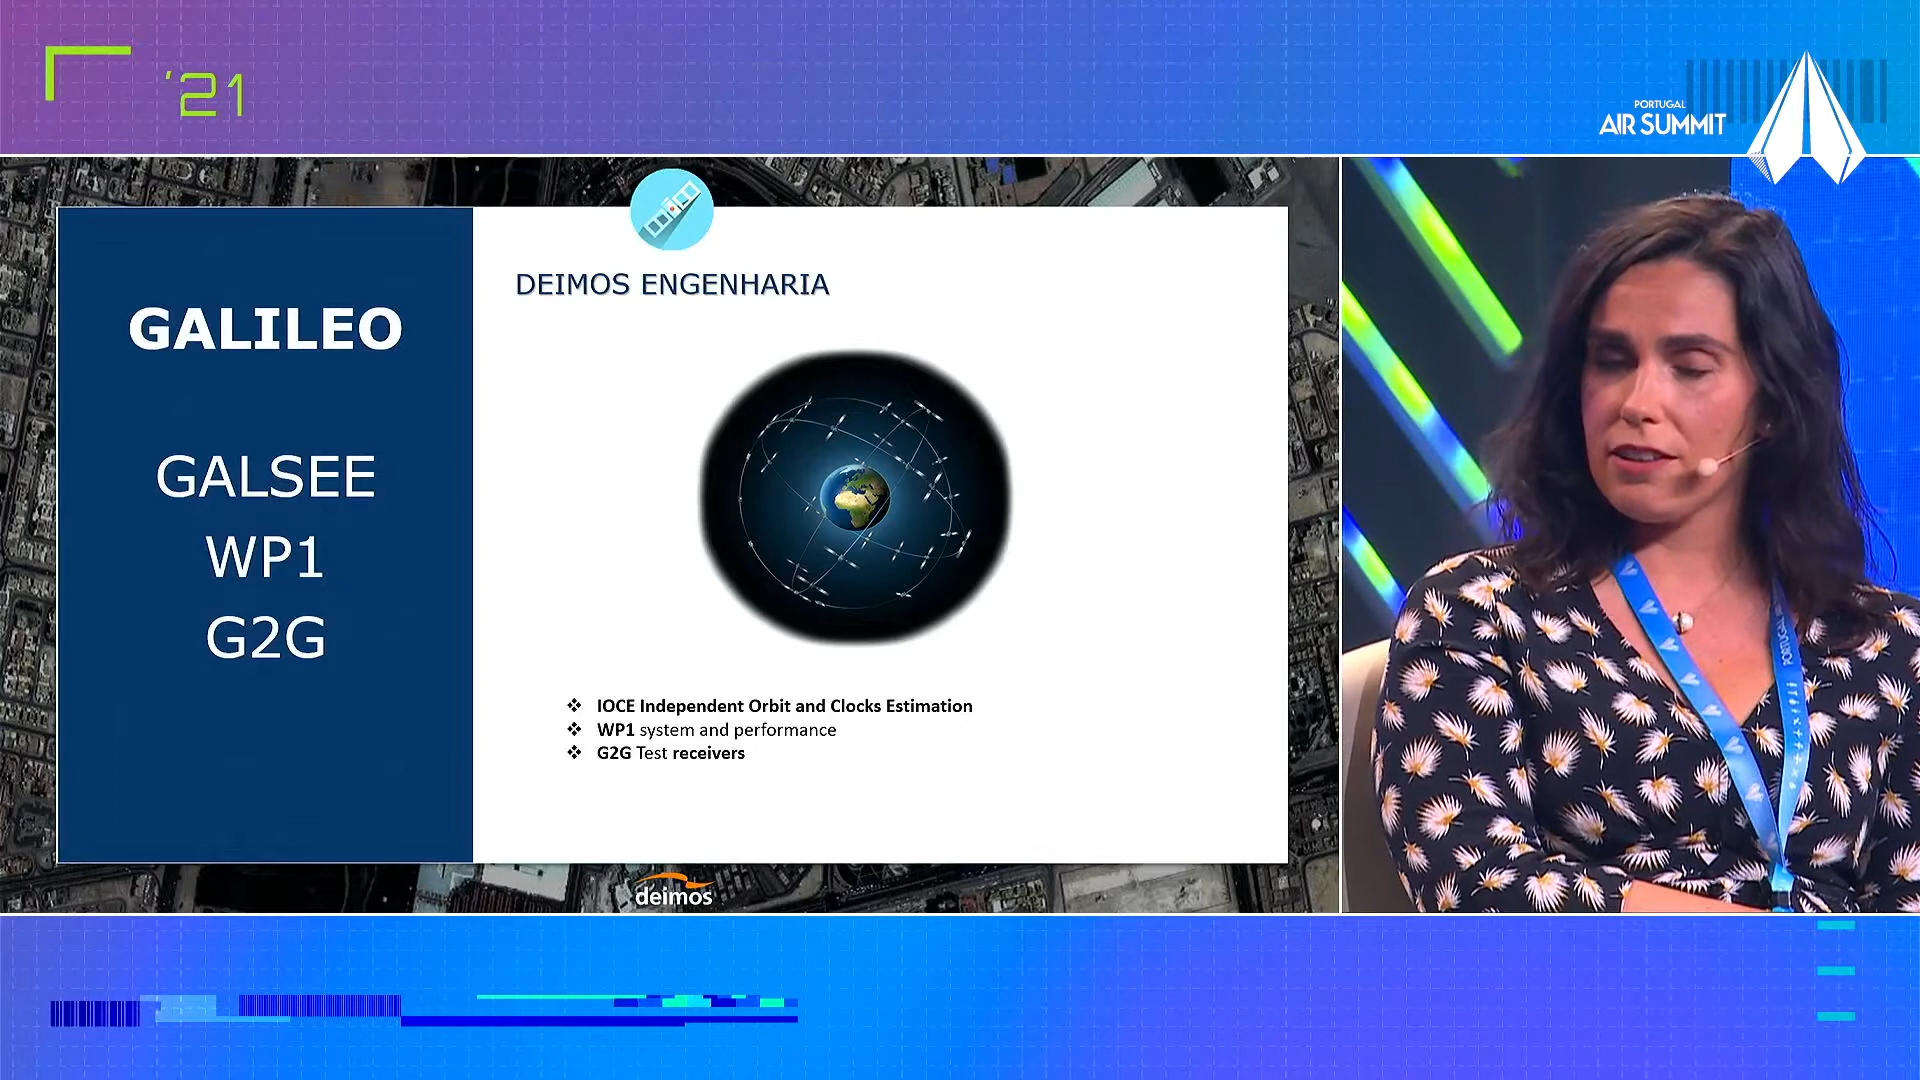 '21
PORTUGAL
AIR SUMMIT
GALILEO
GALSEE
WP1
G2G
DEIMOS ENGENHARIA
❖ IOCE Independent Orbit and Clocks Estimation
❖ WP1 system and performance
❖ G2G Test receivers
deimos
PORTUGAL